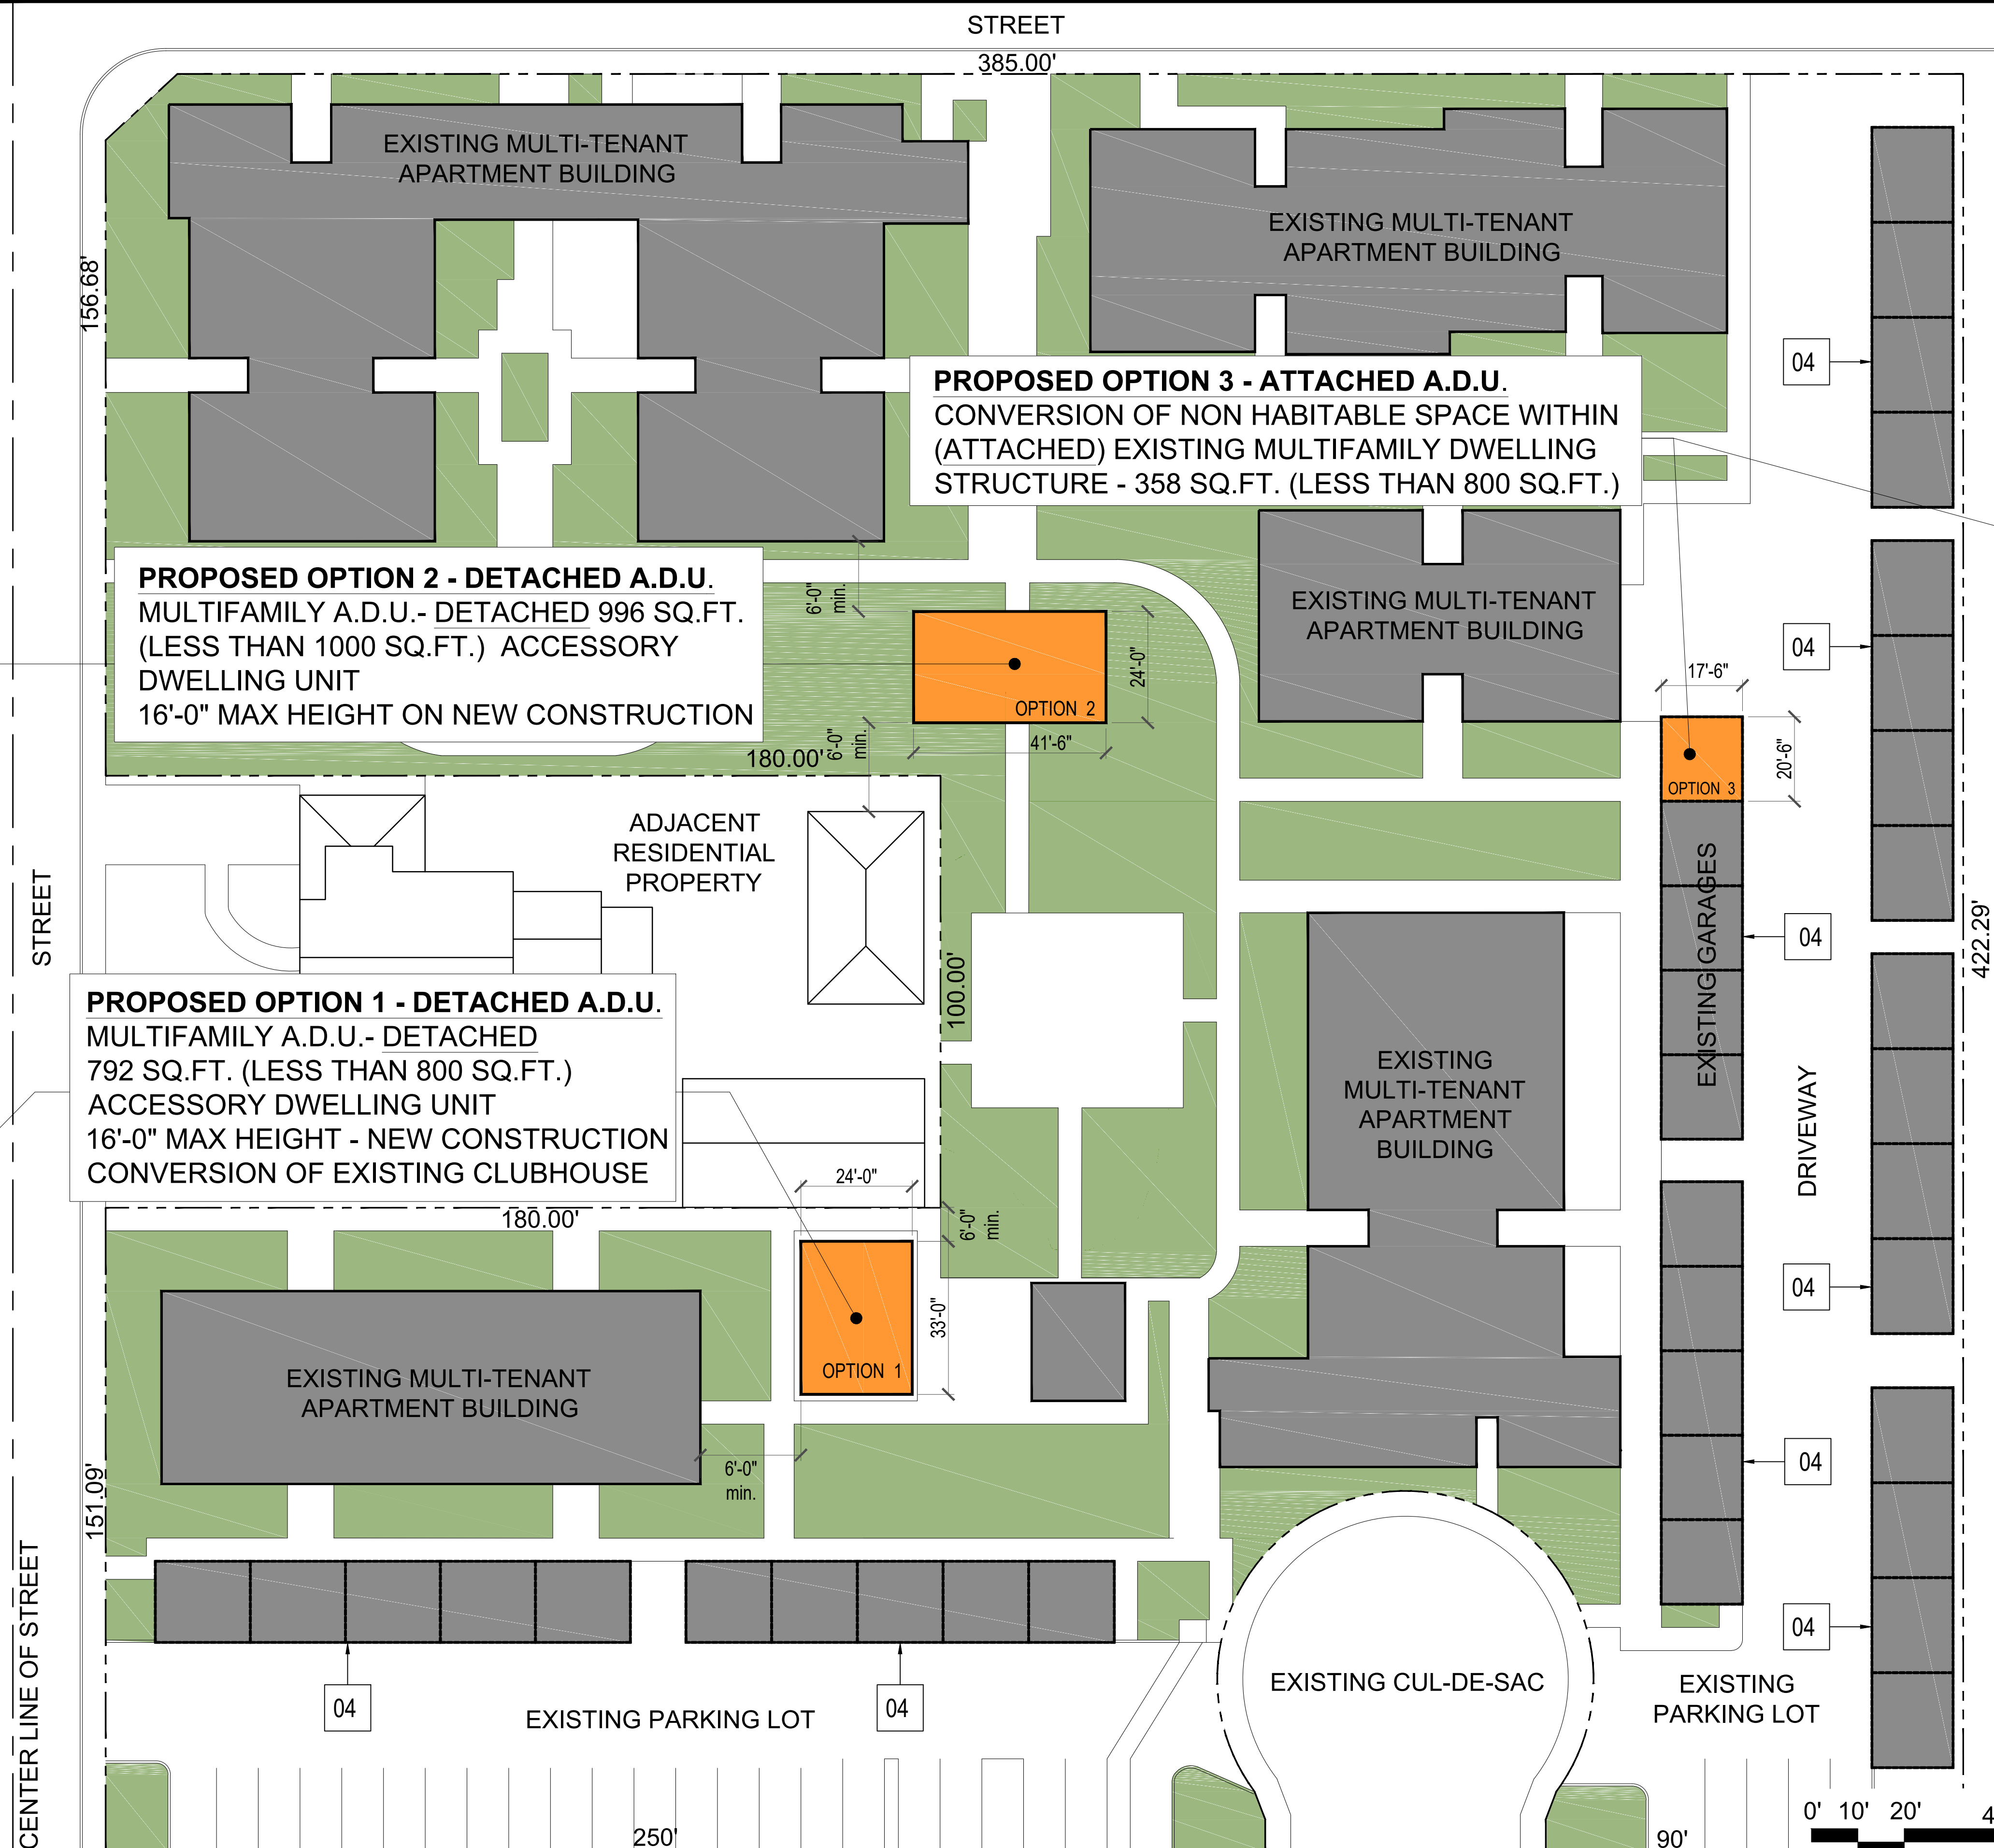 STREET
385.00'
EXISTING MULTI-TENANT
APARTMENT BUILDING
EXISTING MULTI-TENANT
APARTMENT BUILDING
156.68'
04
PROPOSED OPTION 3 - ATTACHED A.D.U.
CONVERSION OF NON HABITABLE SPACE WITHIN
(ATTACHED) EXISTING MULTIFAMILY DWELLING
STRUCTURE - 358 SQ.FT. (LESS THAN 800 SQ.FT.)
PROPOSED OPTION 2 - DETACHED A.D.U.
MULTIFAMILY A.D.U.- DETACHED 996 SQ.FT.
(LESS THAN 1000 SQ.FT.) ACCESSORY
DWELLING UNIT
16'-0" MAX HEIGHT ON NEW CONSTRUCTION
6'-0"
min.
OPTION 2
24'-0"
41'-6"
6'-0"
min.
180.00'
EXISTING MULTI-TENANT
APARTMENT BUILDING
04
17'-6"
20'-6"
OPTION 3
ADJACENT
RESIDENTIAL
PROPERTY
STREET
100.00'
EXISTING GARAGES
04
422.29'
PROPOSED OPTION 1 - DETACHED A.D.U.
MULTIFAMILY A.D.U.- DETACHED
792 SQ.FT. (LESS THAN 800 SQ.FT.)
ACCESSORY DWELLING UNIT
16'-0" MAX HEIGHT - NEW CONSTRUCTION
CONVERSION OF EXISTING CLUBHOUSE
EXISTING
MULTI-TENANT
APARTMENT
BUILDING
DRIVEWAY
24'-0"
180.00'
6'-0"
min.
33'-0"
OPTION 1
04
EXISTING MULTI-TENANT
APARTMENT BUILDING
6'-0"
min.
151.09'
04
04
CENTER LINE OF STREET
04
04
EXISTING PARKING LOT
EXISTING CUL-DE-SAC
EXISTING
PARKING LOT
250'
90'
0' 10' 20' 4